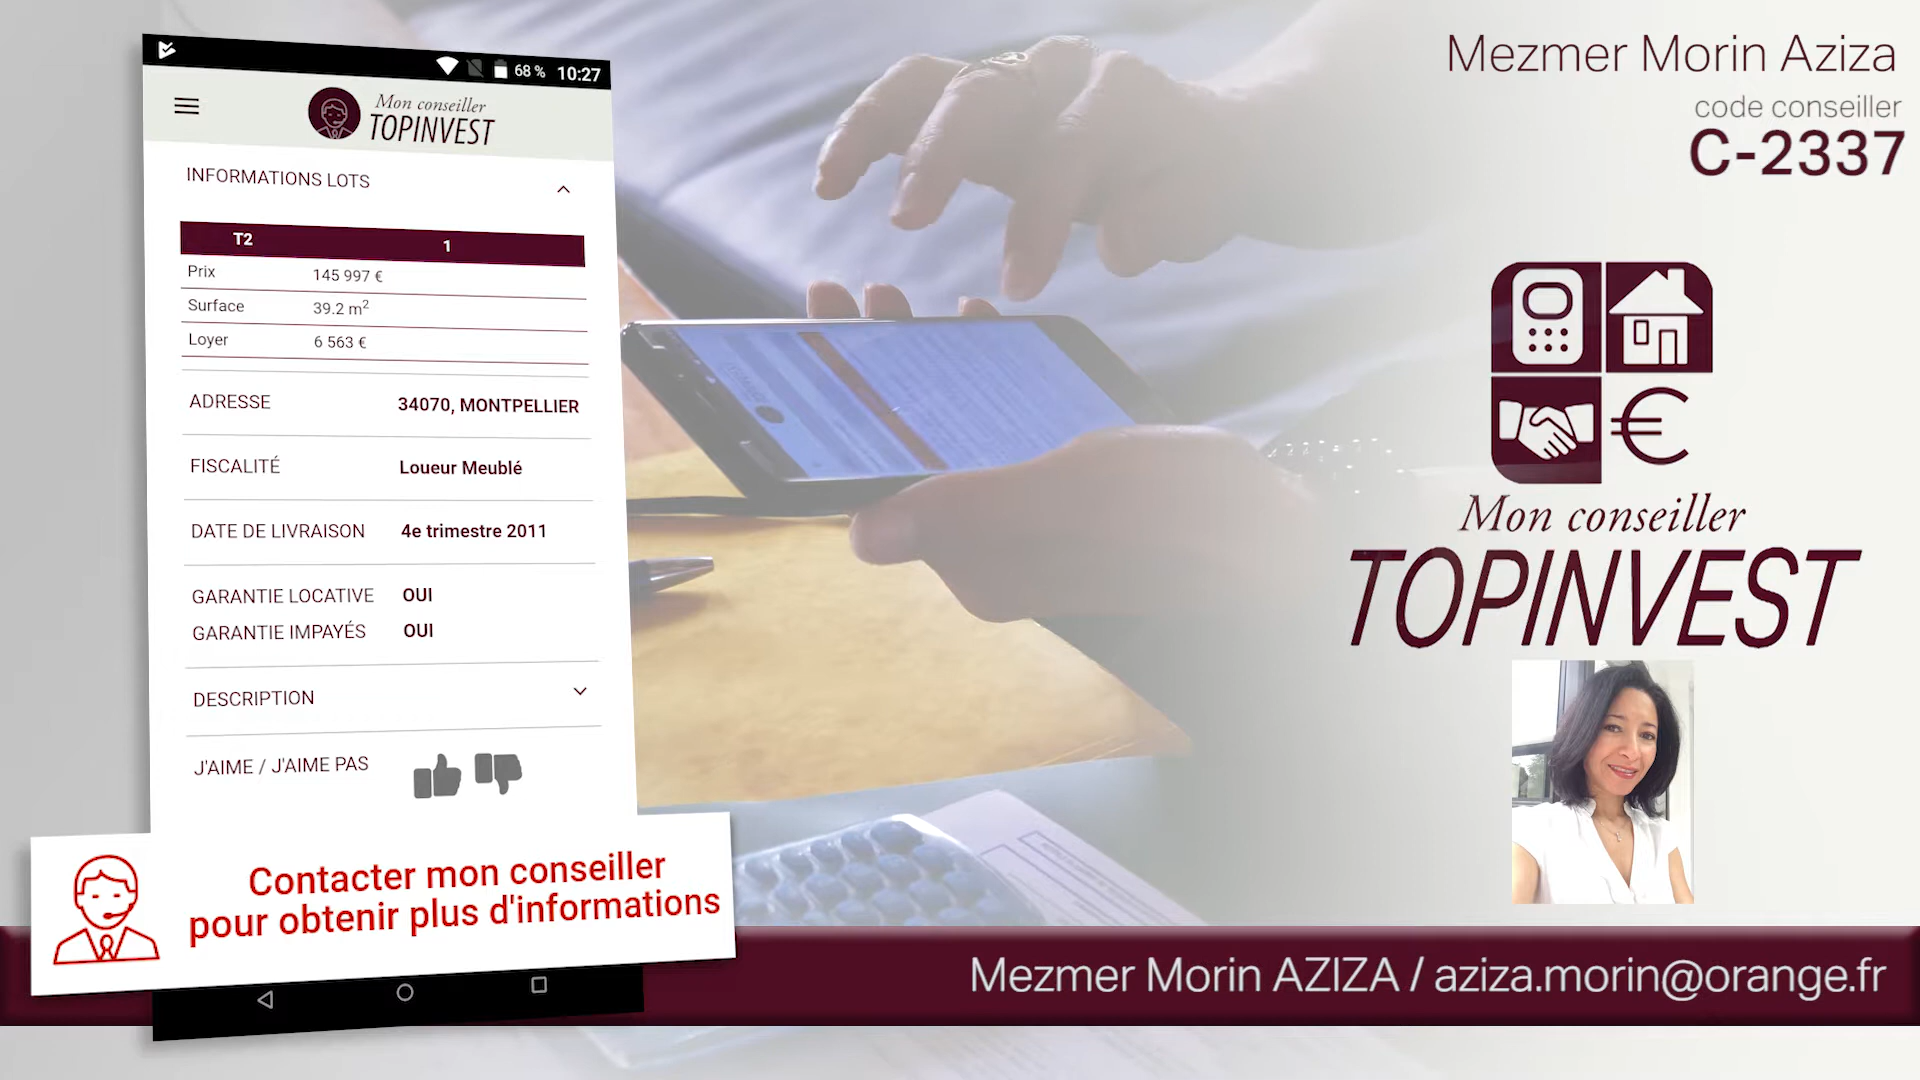 68 % 10:27
Mon conseiller
TOPINVEST
INFORMATIONS LOTS
T2 1
Prix 145 997 €
Surface 39.2 m²
Loyer 6 563 €
ADRESSE 34070, MONTPELLIER
FISCALITÉ Loueur Meublé
DATE DE LIVRAISON 4e trimestre 2011
GARANTIE LOCATIVE OUI
GARANTIE IMPAYÉS OUI
DESCRIPTION
J'AIME / J'AIME PAS
Contacter mon conseiller
pour obtenir plus d'informations
Mezmer Morin Aziza
code conseiller
C-2337
€
Mon conseiller
TOPINVEST
Mezmer Morin AZIZA / aziza.morin@orange.fr